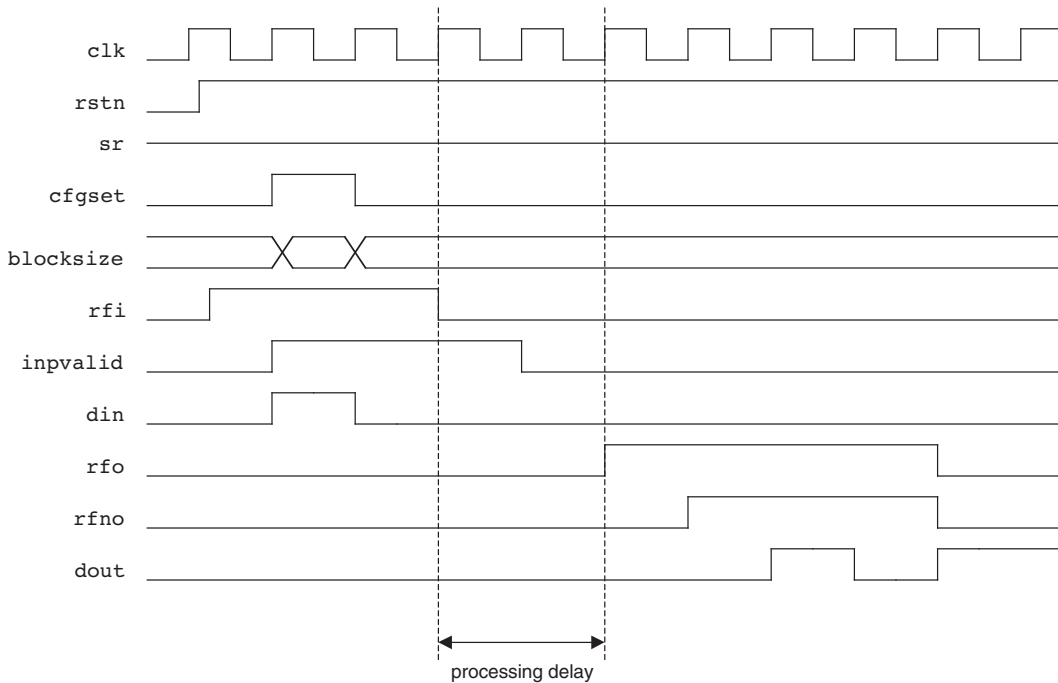 clk
rstn
sr
cfgset
blocksize
rfi
inpvalid
din
rfo
rfno
dout
processing delay